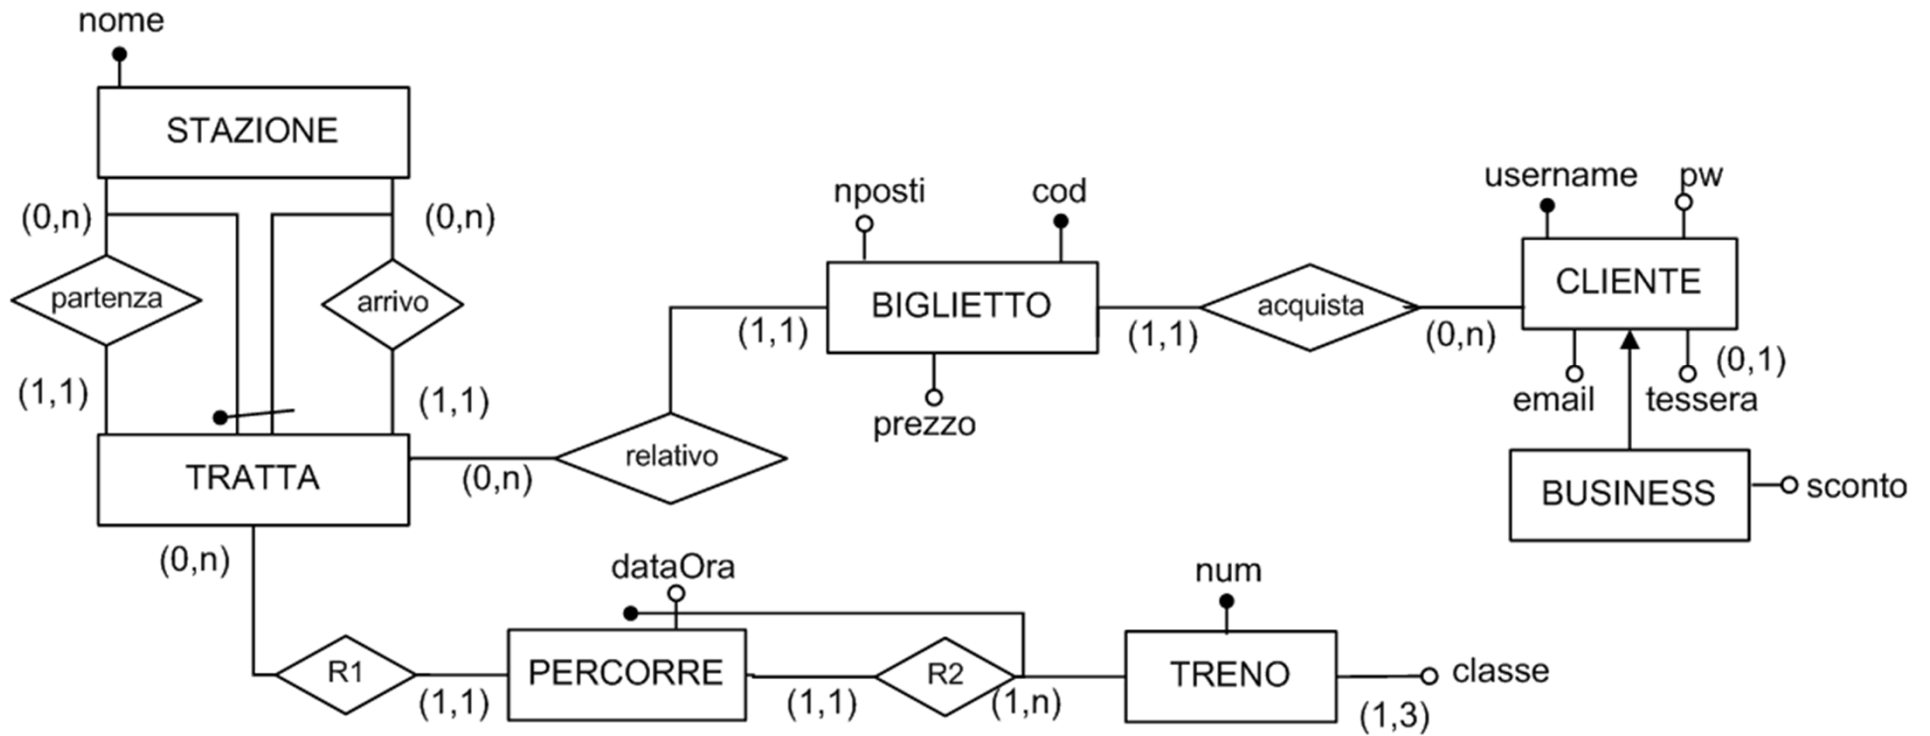 nome
STAZIONE
(0,n)
(0,n)
partenza
arrivo
(1,1)
(1,1)
TRATTA
(0,n)
relativo
(1,1)
nposti
cod
BIGLIETTO
prezzo
(1,1)
acquista
(0,n)
username
pw
CLIENTE
(0,1)
email
tessera
BUSINESS
sconto
(0,n)
R1
(1,1)
dataOra
PERCORRE
(1,1)
R2
(1,n)
num
TRENO
classe
(1,3)